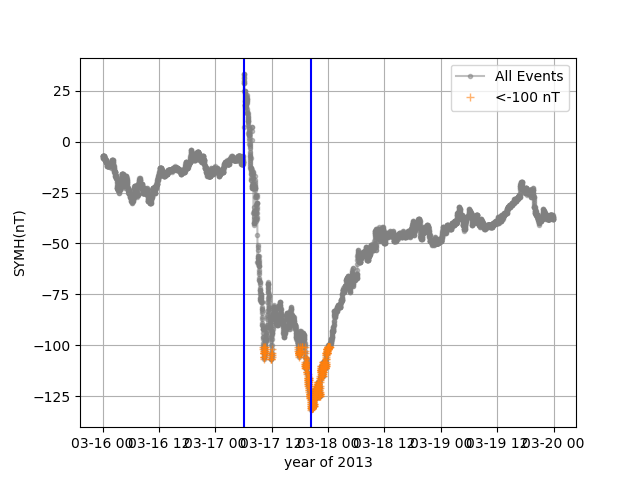 All Events
<-100 nT
25
0
−25
−50
−75
−100
−125
SYMH(nT)
03-16 00 03-16 12 03-17 00 03-17 12 03-18 00 03-18 12 03-19 00 03-19 12 03-20 00
year of 2013